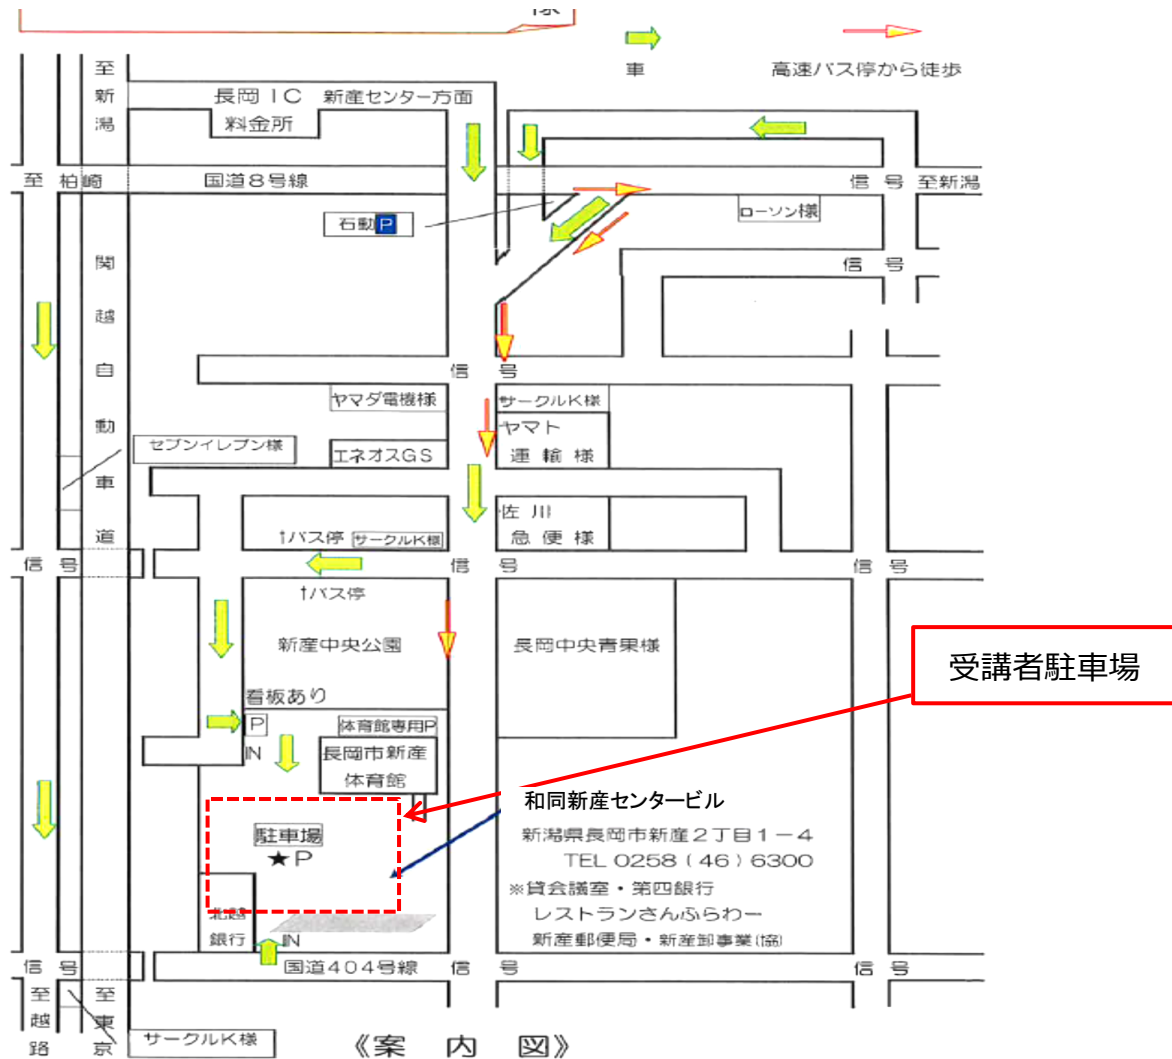 様
車
高速バス停から徒歩
至新潟
長岡IC 新産センター方面
料金所
至柏崎
国道8号線
信号
至新潟
石動P
ローソン様
信号
関越自動車道
信号
ヤマダ電機様
サークルK様
ヤマト
運輸様
セブンイレブン様
エネオスGS
佐川
急便様
↑バス停
サークルK様
信号
信号
信号
↑バス停
新産中央公園
長岡中央青果様
受講者駐車場
看板あり
P
IN
体育館専用P
長岡市新産
体育館
和同新産センタービル
新潟県長岡市新産2丁目1-4
TEL 0258(46)6300
駐車場
★P
※貸会議室・第四銀行
レストランさんふらわー
新産郵便局・新産卸事業(協)
北越
銀行
IN
信号
国道404号線
信号
信号
至越路
至東京
サークルK様
《案内図》